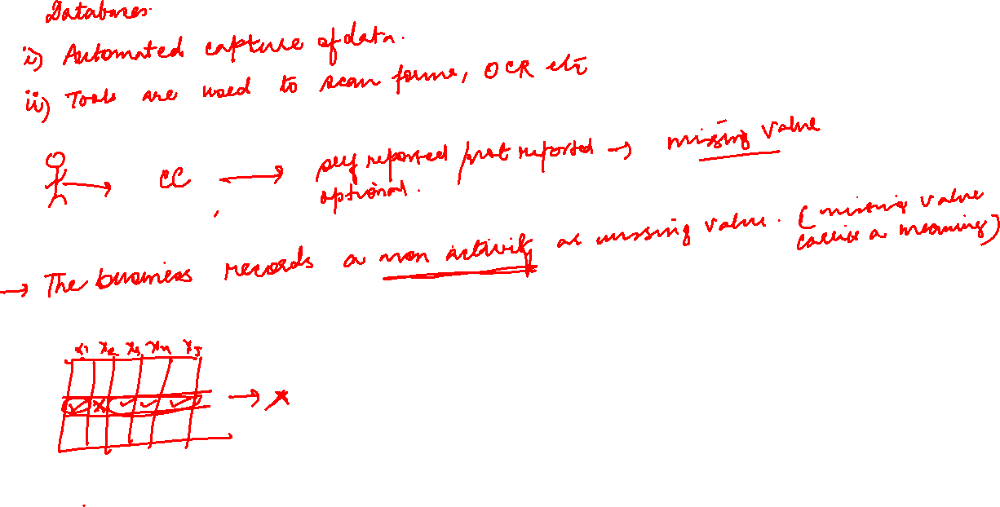 Databases
i) Automated capture of data.
ii) Tools are used to scan forms, OCR etc
CC → self reported / not reported → missing value
optional.
→ The business records a non activity as missing value. (missing value
carries a meaning)
x1 x2 x3 x4 x5
✓ x ✓ ✓ ✓ → x